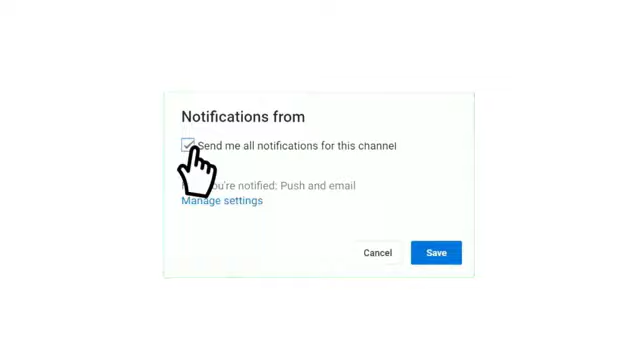 Notifications from
Send me all notifications for this channel
you're notified: Push and email
Manage settings
Cancel
Save